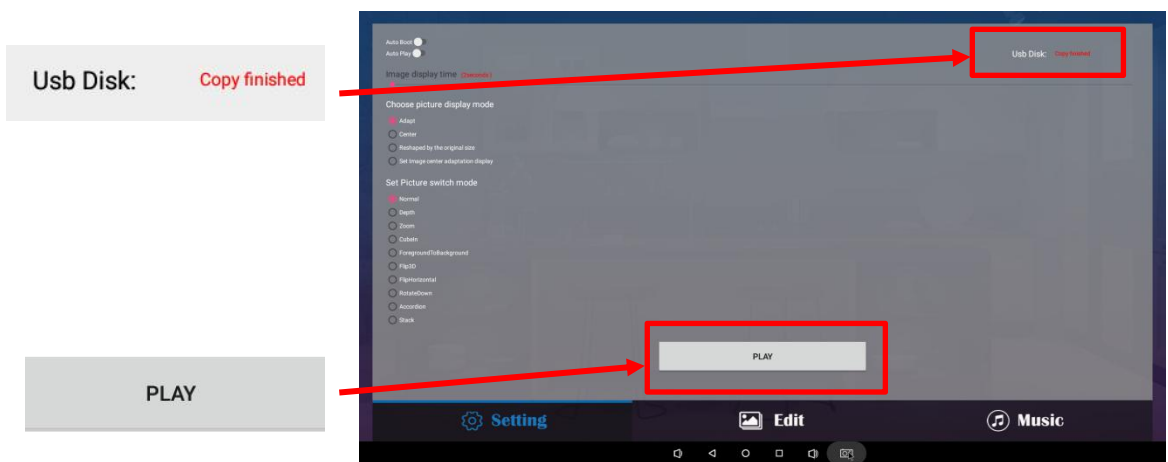 Usb Disk: Copy finished
PLAY
Auto Boot
Auto Play
Usb Disk: Copy finished
Image display time (5seconds)
Choose picture display mode
Adapt
Center
Reshaped by the original size
Set image center adaptation display
Set Picture switch mode
Normal
Depth
Zoom
CubeIn
ForegroundToBackground
Flip3D
FlipHorizontal
RotateDown
Accordion
Stack
PLAY
Setting Edit Music